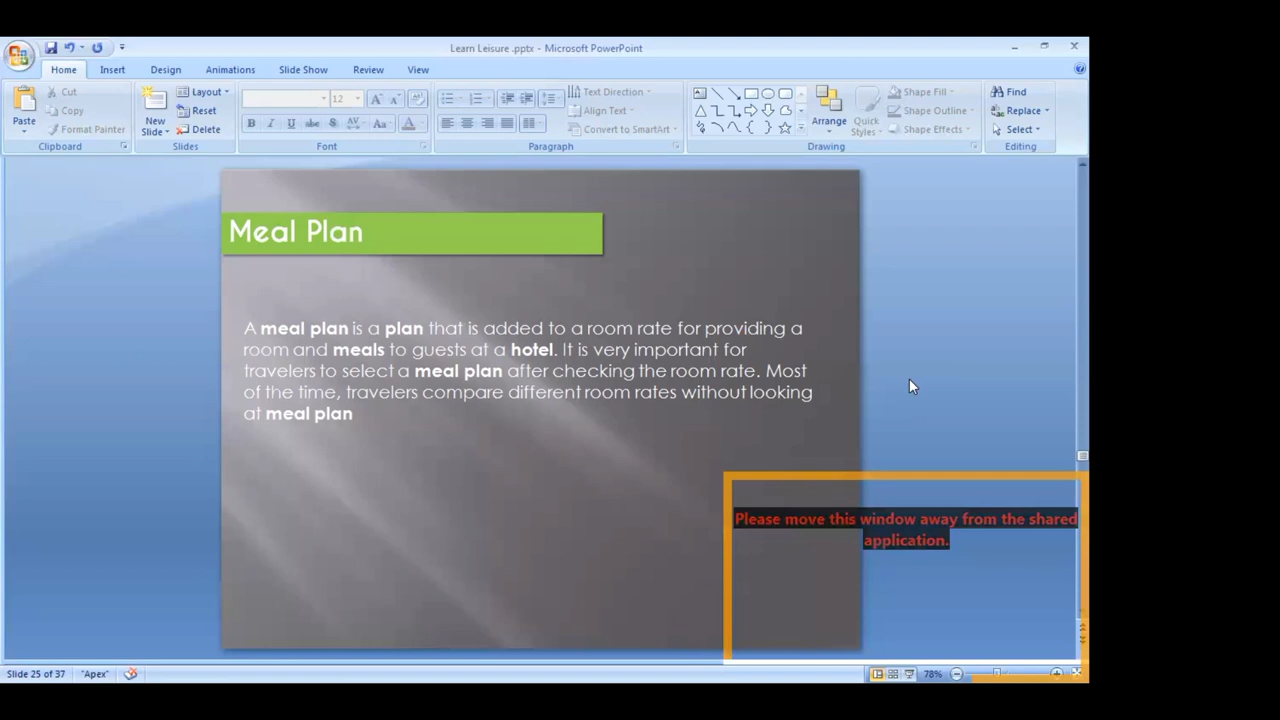 Learn Leisure .pptx - Microsoft PowerPoint
Home Insert Design Animations Slide Show Review View
Paste
Cut
Copy
Format Painter
Clipboard
New
Slide
Layout
Reset
Delete
Slides
12
B I U abc S AV Aa A
Font
Text Direction
Align Text
Convert to SmartArt
Paragraph
Arrange
Quick
Styles
Shape Fill
Shape Outline
Shape Effects
Drawing
Find
Replace
Select
Editing
Meal Plan
A meal plan is a plan that is added to a room rate for providing a
room and meals to guests at a hotel. It is very important for
travelers to select a meal plan after checking the room rate. Most
of the time, travelers compare different room rates without looking
at meal plan
Please move this window away from the shared
application.
Slide 25 of 37 "Apex" 78%